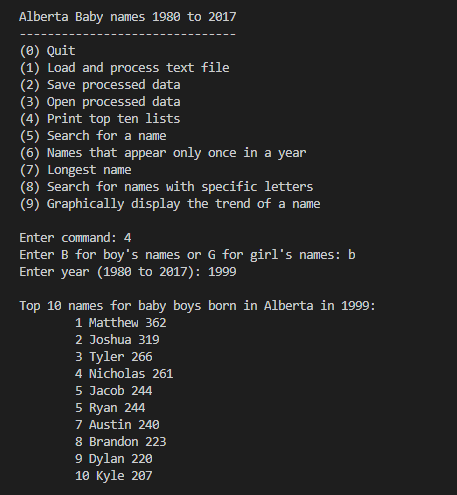 Alberta Baby names 1980 to 2017
-------------------------------
(0) Quit
(1) Load and process text file
(2) Save processed data
(3) Open processed data
(4) Print top ten lists
(5) Search for a name
(6) Names that appear only once in a year
(7) Longest name
(8) Search for names with specific letters
(9) Graphically display the trend of a name
Enter command: 4
Enter B for boy's names or G for girl's names: b
Enter year (1980 to 2017): 1999
Top 10 names for baby boys born in Alberta in 1999:
1 Matthew 362
2 Joshua 319
3 Tyler 266
4 Nicholas 261
5 Jacob 244
5 Ryan 244
7 Austin 240
8 Brandon 223
9 Dylan 220
10 Kyle 207